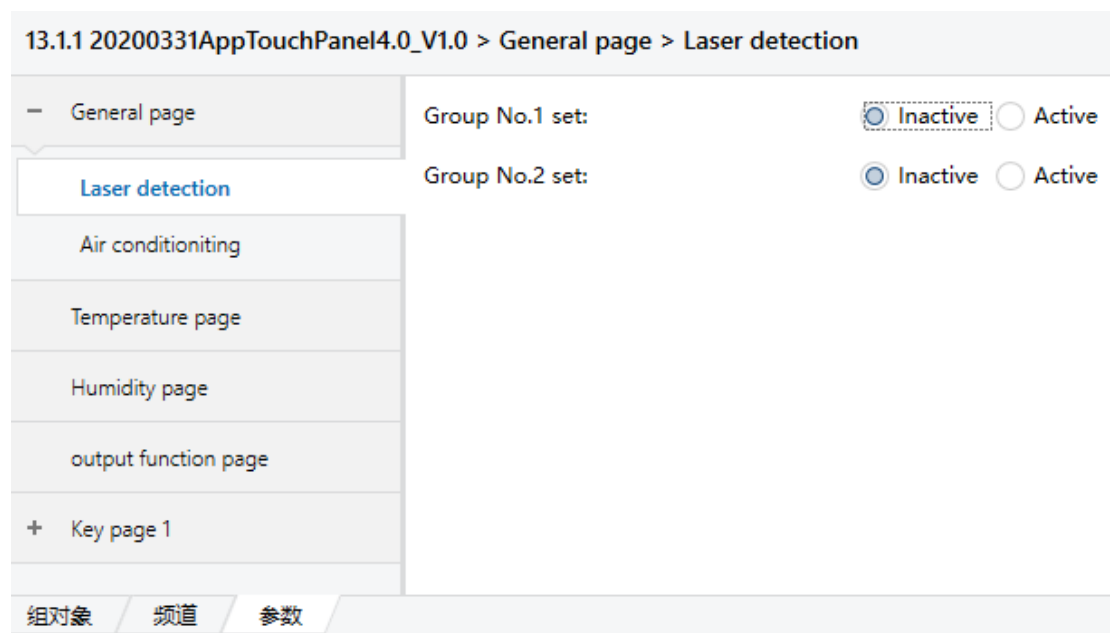 13.1.1 20200331AppTouchPanel4.0_V1.0 > General page > Laser detection
− General page
Laser detection
Air conditioniting
Temperature page
Humidity page
output function page
+ Key page 1
Group No.1 set: Inactive Active
Group No.2 set: Inactive Active
组对象 频道 参数